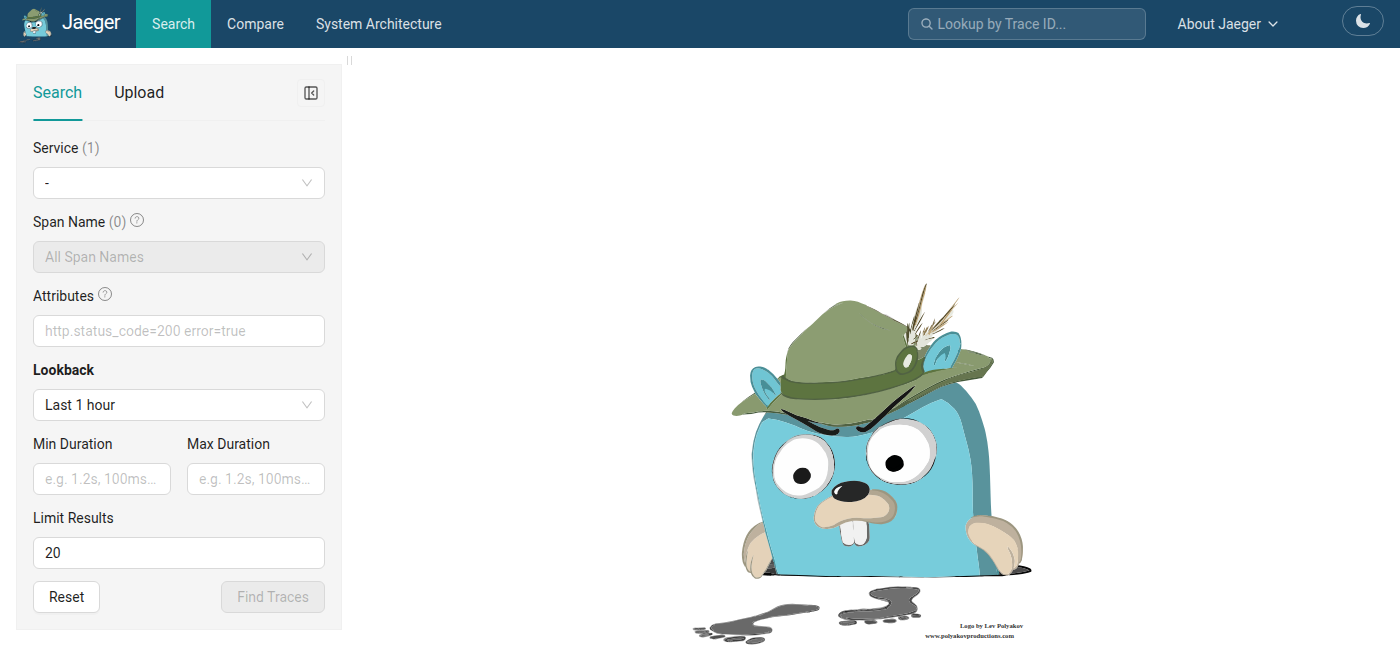 Jaeger
Search
Compare
System Architecture
Lookup by Trace ID...
About Jaeger
Search
Upload
Service (1)
-
Span Name (0)
All Span Names
Attributes
http.status_code=200 error=true
Lookback
Last 1 hour
Min Duration
Max Duration
e.g. 1.2s, 100ms...
e.g. 1.2s, 100ms...
Limit Results
20
Reset
Find Traces
Logo by Lev Polyakov
www.polyakovproductions.com